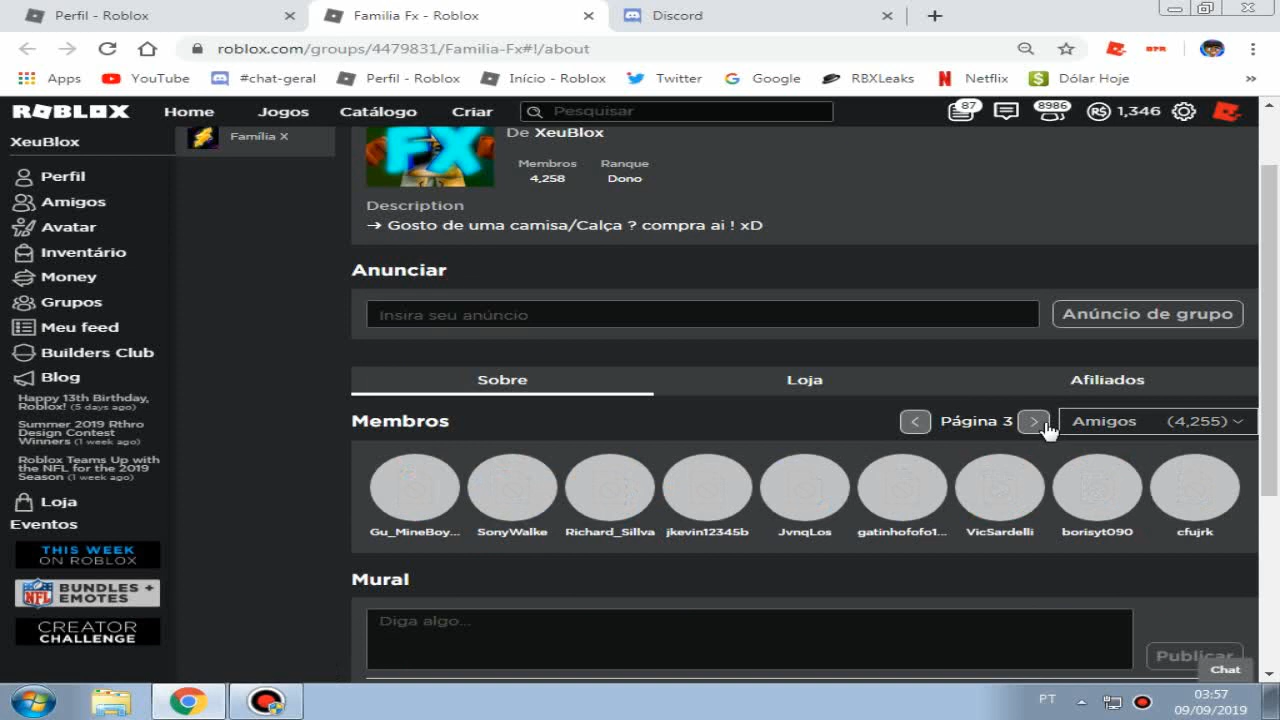 Perfil - Roblox
Familia Fx - Roblox
Discord
roblox.com/groups/4479831/Familia-Fx#!/about
BTR
Apps
YouTube
#chat-geral
Perfil - Roblox
Início - Roblox
Twitter
Google
RBXLeaks
Netflix
Dólar Hoje
»
ROBLOX
Home
Jogos
Catálogo
Criar
Pesquisar
87
8986
1,346
XeuBlox
Perfil
Amigos
Avatar
Inventário
Money
Grupos
Meu feed
Builders Club
Blog
Happy 13th Birthday,
Roblox! (5 days ago)
Summer 2019 Rthro
Design Contest
Winners (1 week ago)
Roblox Teams Up with
the NFL for the 2019
Season (1 week ago)
Loja
Eventos
THIS WEEK
ON ROBLOX
NFL
BUNDLES +
EMOTES
CREATOR
CHALLENGE
Família X
FX
De XeuBlox
Membros
4,258
Ranque
Dono
Description
→ Gosto de uma camisa/Calça ? compra ai ! xD
Anunciar
Insira seu anúncio
Anúncio de grupo
Sobre
Loja
Afiliados
Membros
Página 3
Amigos (4,255)
Gu_MineBoy...
SonyWalke
Richard_Sillva
jkevin12345b
JvnqLos
gatinhofofo1...
VicSardelli
borisyt090
cfujrk
Mural
Diga algo...
Publicar
Chat
PT
03:57
09/09/2019